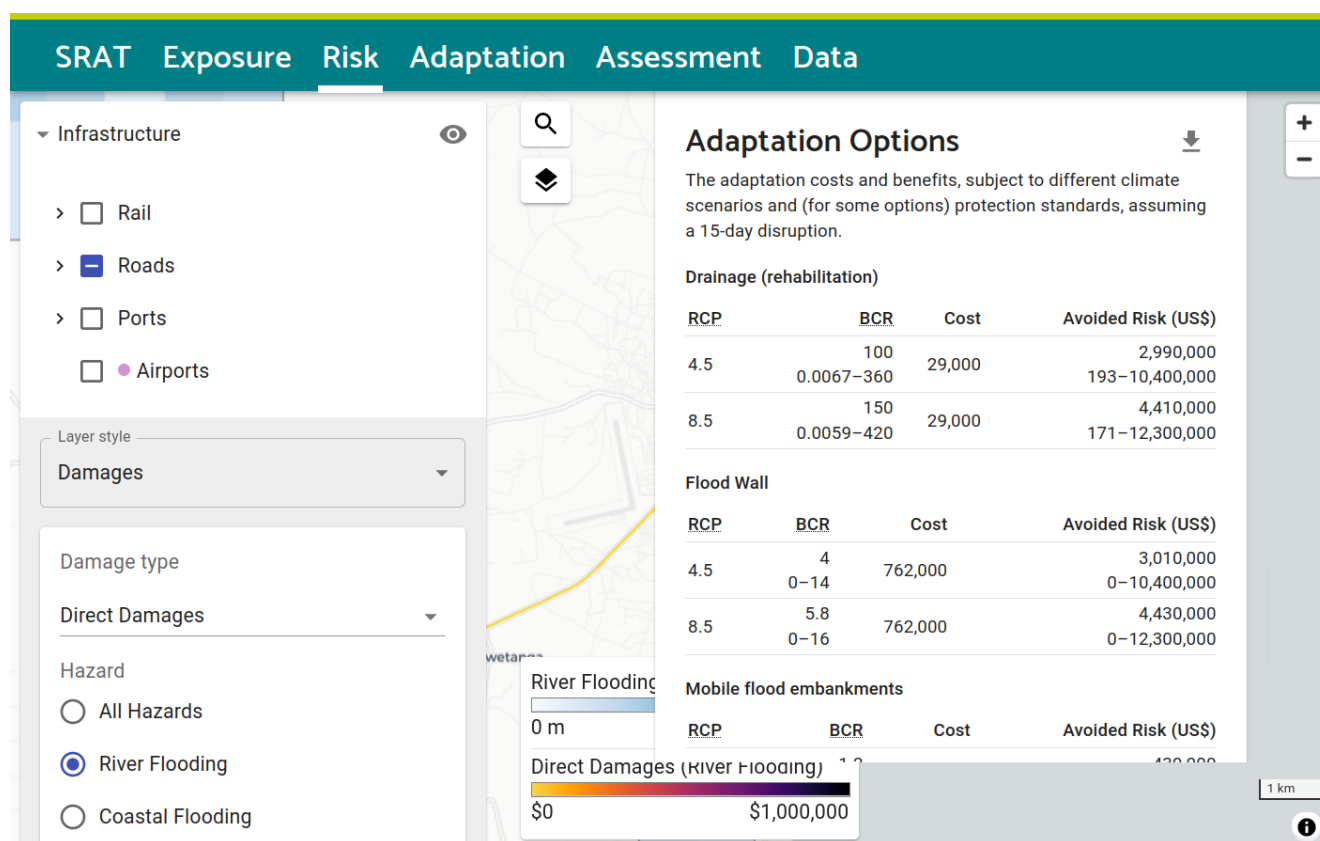 SRAT Exposure Risk Adaptation Assessment Data
Infrastructure
Rail
Roads
Ports
Airports
Layer style
Damages
Damage type
Direct Damages
Hazard
All Hazards
River Flooding
Coastal Flooding
River Flooding
0 m
Direct Damages (River Flooding)
$0 $1,000,000
Adaptation Options
The adaptation costs and benefits, subject to different climate
scenarios and (for some options) protection standards, assuming
a 15-day disruption.
Drainage (rehabilitation)
RCP BCR Cost Avoided Risk (US$)
4.5 100 29,000 2,990,000
0.0067–360 193–10,400,000
8.5 150 29,000 4,410,000
0.0059–420 171–12,300,000
Flood Wall
RCP BCR Cost Avoided Risk (US$)
4.5 4 762,000 3,010,000
0–14 0–10,400,000
8.5 5.8 762,000 4,430,000
0–16 0–12,300,000
Mobile flood embankments
RCP BCR Cost Avoided Risk (US$)
+
−
1 km